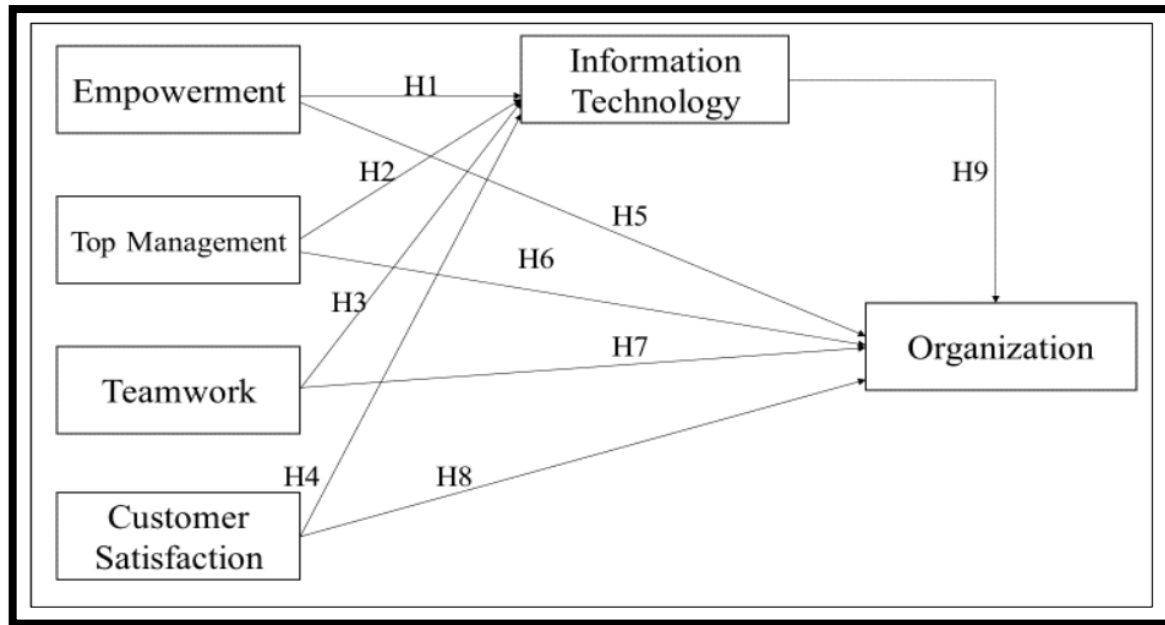 Empowerment
H1
Information
Technology
H2
H9
Top Management
H5
H6
H3
H7
Organization
Teamwork
H4
H8
Customer
Satisfaction